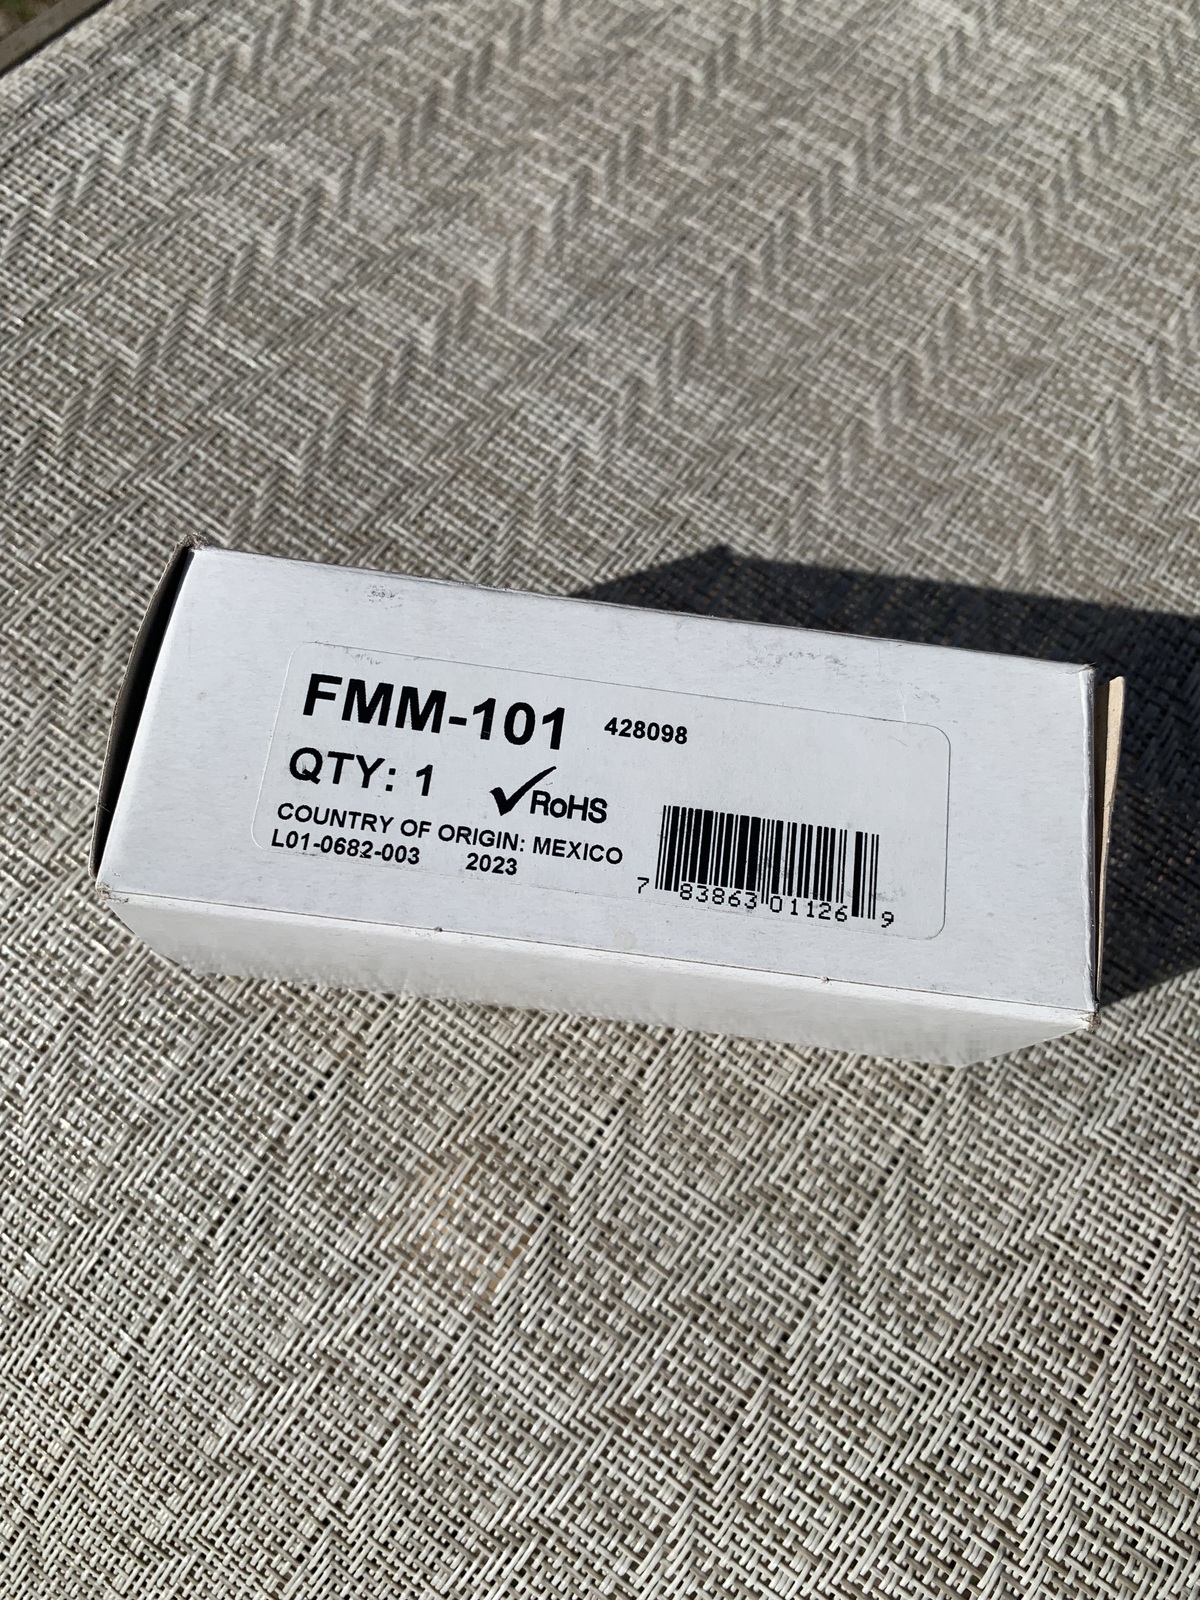 FMM-101 428098
QTY: 1 ✓RoHS
COUNTRY OF ORIGIN: MEXICO
L01-0682-003 2023
7 83863 01126 9